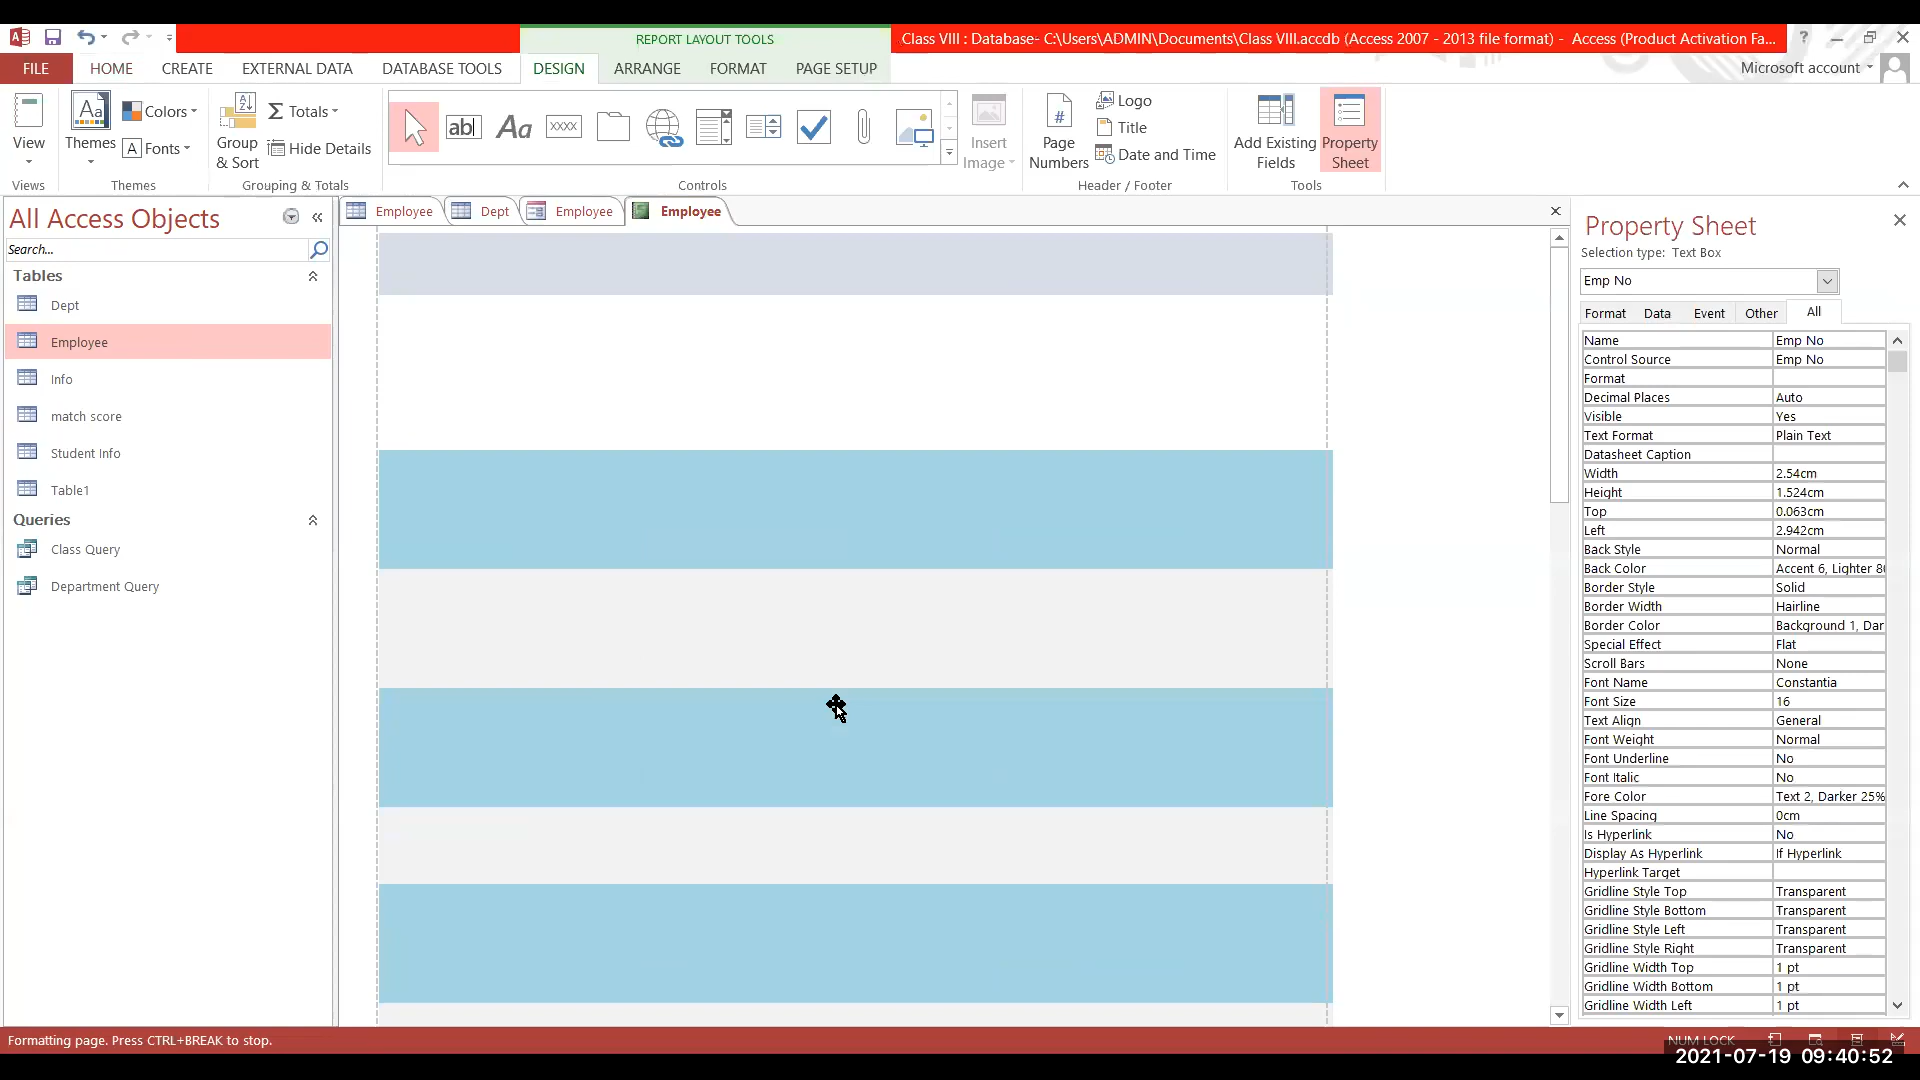 REPORT LAYOUT TOOLS
Class VIII : Database- C:\Users\ADMIN\Documents\Class VIII.accdb (Access 2007 - 2013 file format) - Access (Product Activation Fa...
?
FILE HOME CREATE EXTERNAL DATA DATABASE TOOLS DESIGN ARRANGE FORMAT PAGE SETUP Microsoft account
View
Views
Aa
Themes
Colors
A Fonts
Themes
Group & Sort
Σ Totals
Hide Details
Grouping & Totals
ab|
Aa
XXXX
Controls
Insert Image
#
Page Numbers
Logo
# Title
Date and Time
Header / Footer
Add Existing Fields
Property Sheet
Tools
All Access Objects
Search...
Tables
Dept
Employee
Info
match score
Student Info
Table1
Queries
Class Query
Department Query
Employee Dept Employee Employee
Property Sheet
Selection type: Text Box
Emp No
Format Data Event Other All
Name Emp No
Control Source Emp No
Format
Decimal Places Auto
Visible Yes
Text Format Plain Text
Datasheet Caption
Width 2.54cm
Height 1.524cm
Top 0.063cm
Left 2.942cm
Back Style Normal
Back Color Accent 6, Lighter 80
Border Style Solid
Border Width Hairline
Border Color Background 1, Dar
Special Effect Flat
Scroll Bars None
Font Name Constantia
Font Size 16
Text Align General
Font Weight Normal
Font Underline No
Font Italic No
Fore Color Text 2, Darker 25%
Line Spacing 0cm
Is Hyperlink No
Display As Hyperlink If Hyperlink
Hyperlink Target
Gridline Style Top Transparent
Gridline Style Bottom Transparent
Gridline Style Left Transparent
Gridline Style Right Transparent
Gridline Width Top 1 pt
Gridline Width Bottom 1 pt
Gridline Width Left 1 pt
Formatting page. Press CTRL+BREAK to stop.
NUM LOCK
2021-07-19 09:40:52